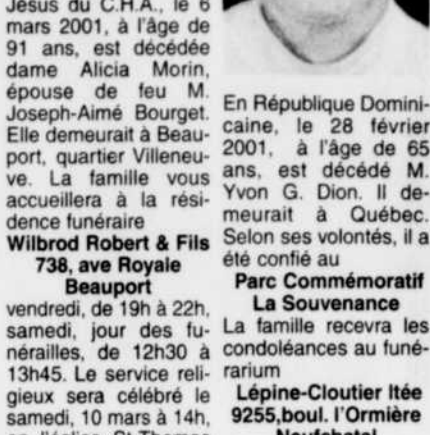 Jésus du C.H.A., le 6
mars 2001, à l'âge de
91 ans, est décédée
dame Alicia Morin,
épouse de feu M.
Joseph-Aimé Bourget.
Elle demeurait à Beau-
port, quartier Villeneu-
ve. La famille vous
accueillera à la rési-
dence funéraire
Wilbrod Robert & Fils
738, ave Royale
Beauport
vendredi, de 19h à 22h,
samedi, jour des fu-
nérailles, de 12h30 à
13h45. Le service reli-
gieux sera célébré le
samedi, 10 mars à 14h,
en l'église St-Thomas
En République Domini-
caine, le 28 février
2001, à l'âge de 65
ans, est décédé M.
Yvon G. Dion. Il de-
meurait à Québec.
Selon ses volontés, il a
été confié au
Parc Commémoratif
La Souvenance
La famille recevra les
condoléances au funé-
rarium
Lépine-Cloutier ltée
9255,boul. l'Ormière
Neufchatel